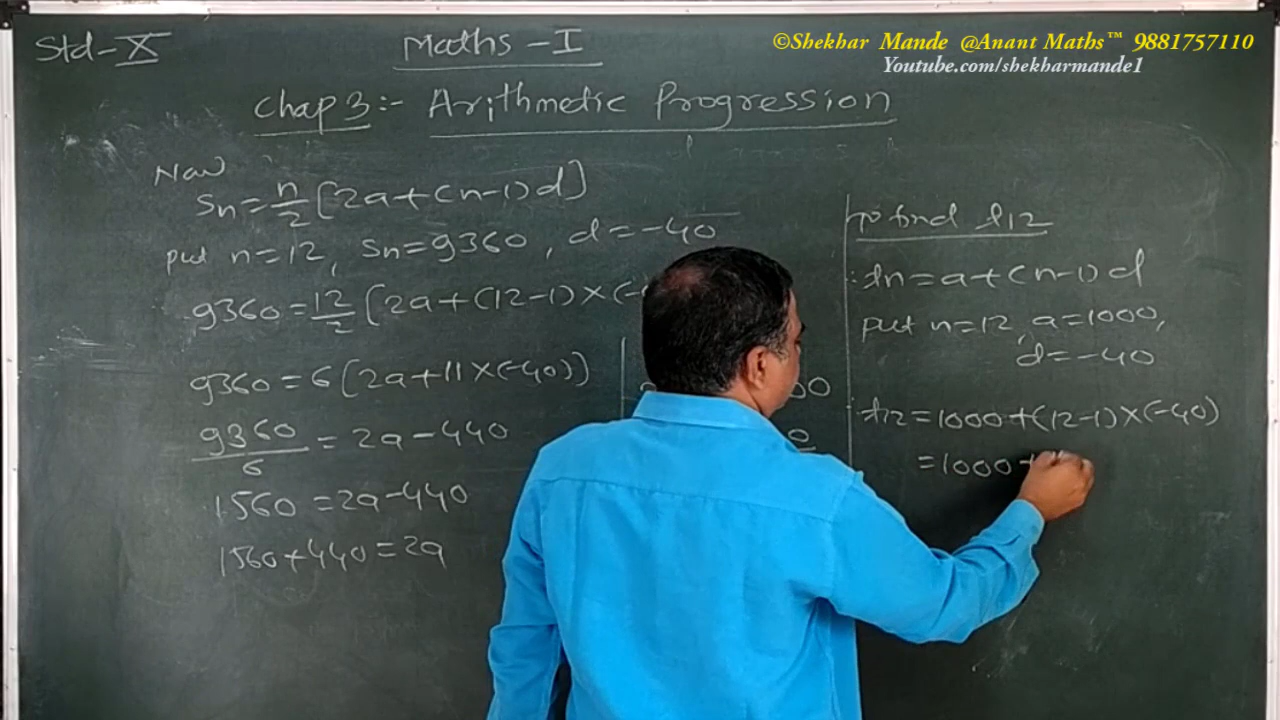 Std-X
Maths - I
©Shekhar Mande @Anant Maths™ 9881757110
Youtube.com/shekharmande1
Chap 3:- Arithmetic Progression
Now
Sn=n/2[2a+(n-1)d]
put n=12, Sn=9360, d=-40
9360=12/2[2a+(12-1)×(-
9360=6(2a+11×(-40))
9360/6=2a-440
1560=2a-440
1560+440=2a
00
0
To find t12
tn=a+(n-1)d
put n=12, a=1000,
d=-40
t12=1000+(12-1)×(-40)
=1000+